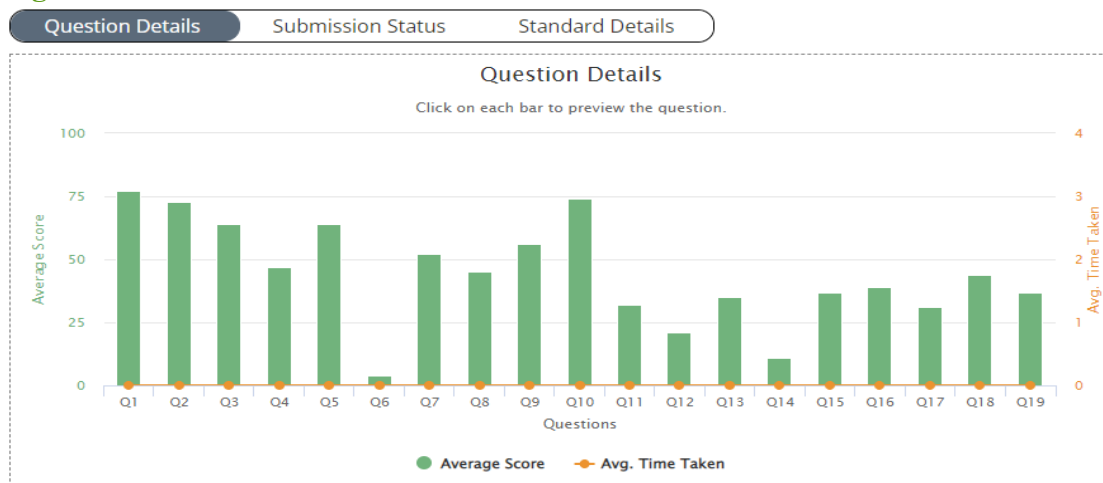 Question Details Submission Status Standard Details
Question Details
Click on each bar to preview the question.
100 4
75 3
50 2
25 1
0 0
Average Score
Avg. Time Taken
Q1 Q2 Q3 Q4 Q5 Q6 Q7 Q8 Q9 Q10 Q11 Q12 Q13 Q14 Q15 Q16 Q17 Q18 Q19
Questions
Average Score Avg. Time Taken